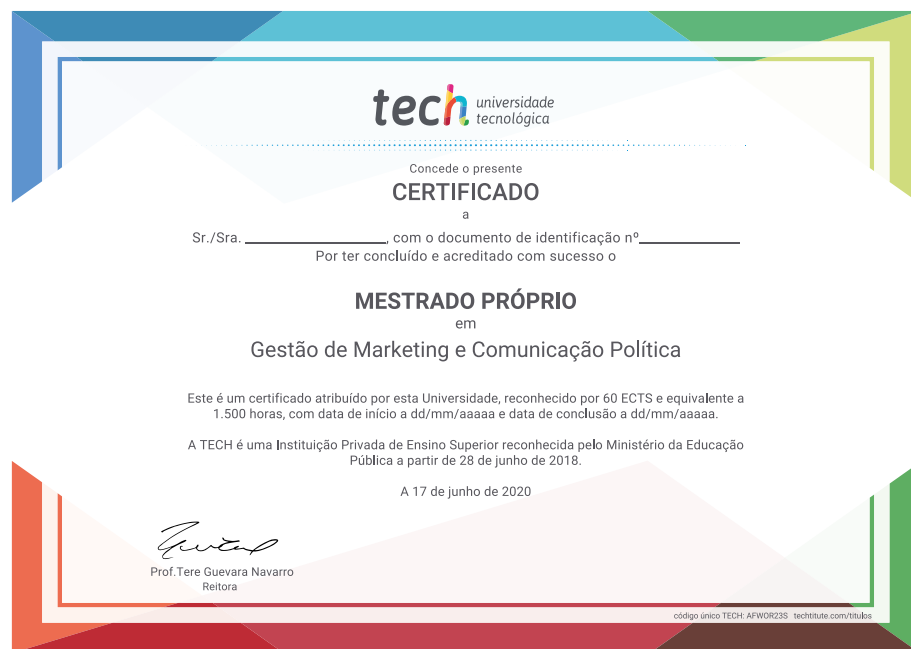 tech universidade
tecnológica
Concede o presente
CERTIFICADO
a
Sr./Sra. ________________, com o documento de identificação nº____________
Por ter concluído e acreditado com sucesso o
MESTRADO PRÓPRIO
em
Gestão de Marketing e Comunicação Política
Este é um certificado atribuído por esta Universidade, reconhecido por 60 ECTS e equivalente a
1.500 horas, com data de início a dd/mm/aaaaa e data de conclusão a dd/mm/aaaaa.
A TECH é uma Instituição Privada de Ensino Superior reconhecida pelo Ministério da Educação
Pública a partir de 28 de junho de 2018.
A 17 de junho de 2020
Prof.Tere Guevara Navarro
Reitora
código único TECH: AFWOR23S techtitute.com/titulos